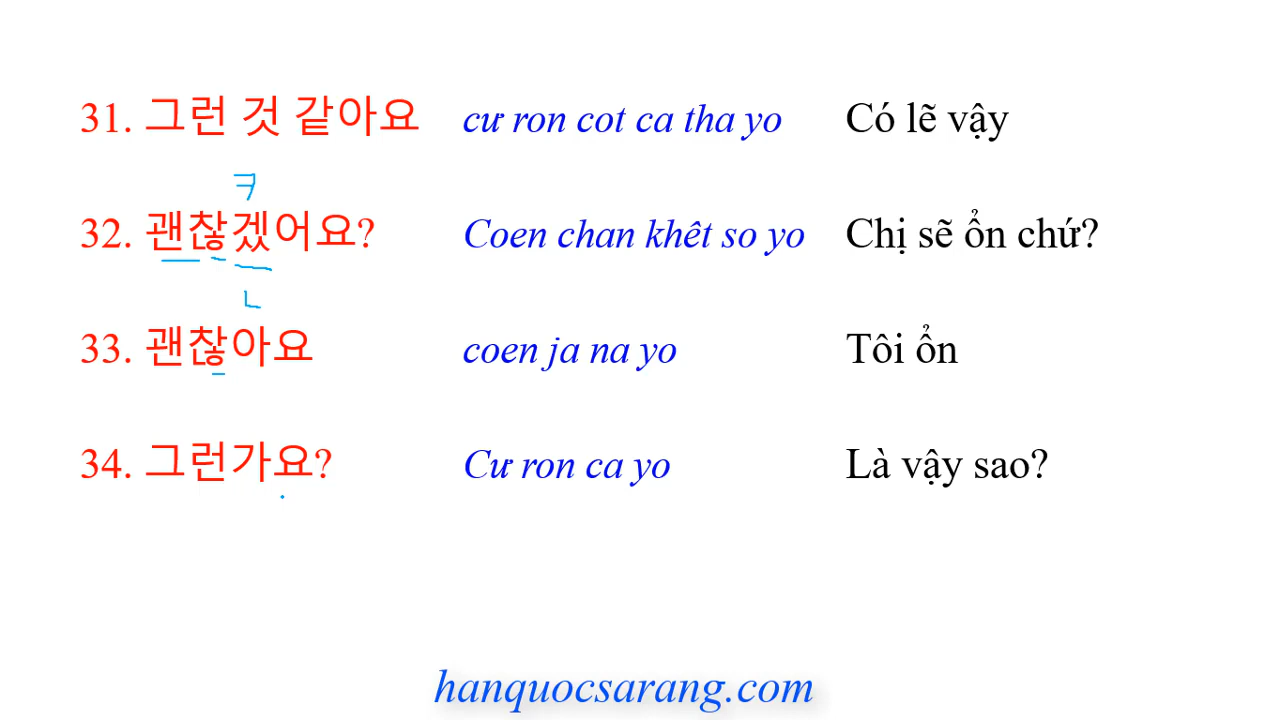 31. 그런 것 같아요 cư ron cot ca tha yo Có lẽ vậy
ㅋ
32. 괜찮겠어요? Coen chan khêt so yo Chị sẽ ổn chứ?
ㄴ
33. 괜찮아요 coen ja na yo Tôi ổn
34. 그런가요? Cư ron ca yo Là vậy sao?
hanquocsarang.com